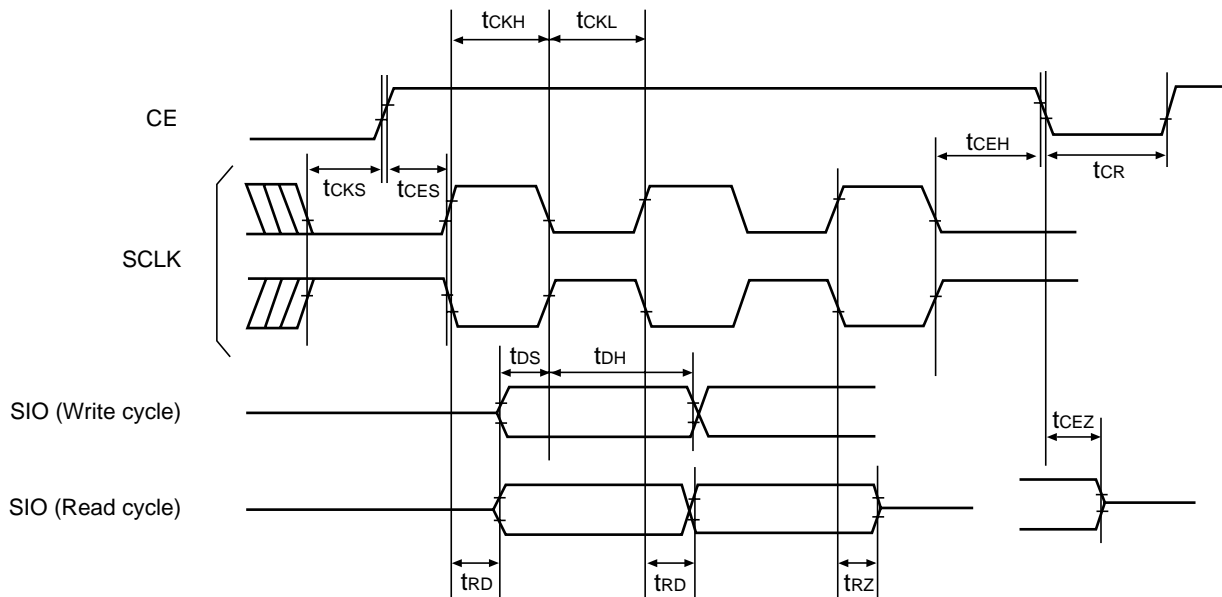 tCKH
tCKL
CE
tCEH
tCKS
tCES
tCR
SCLK
tDS
tDH
SIO (Write cycle)
tCEZ
SIO (Read cycle)
tRD
tRD
tRZ